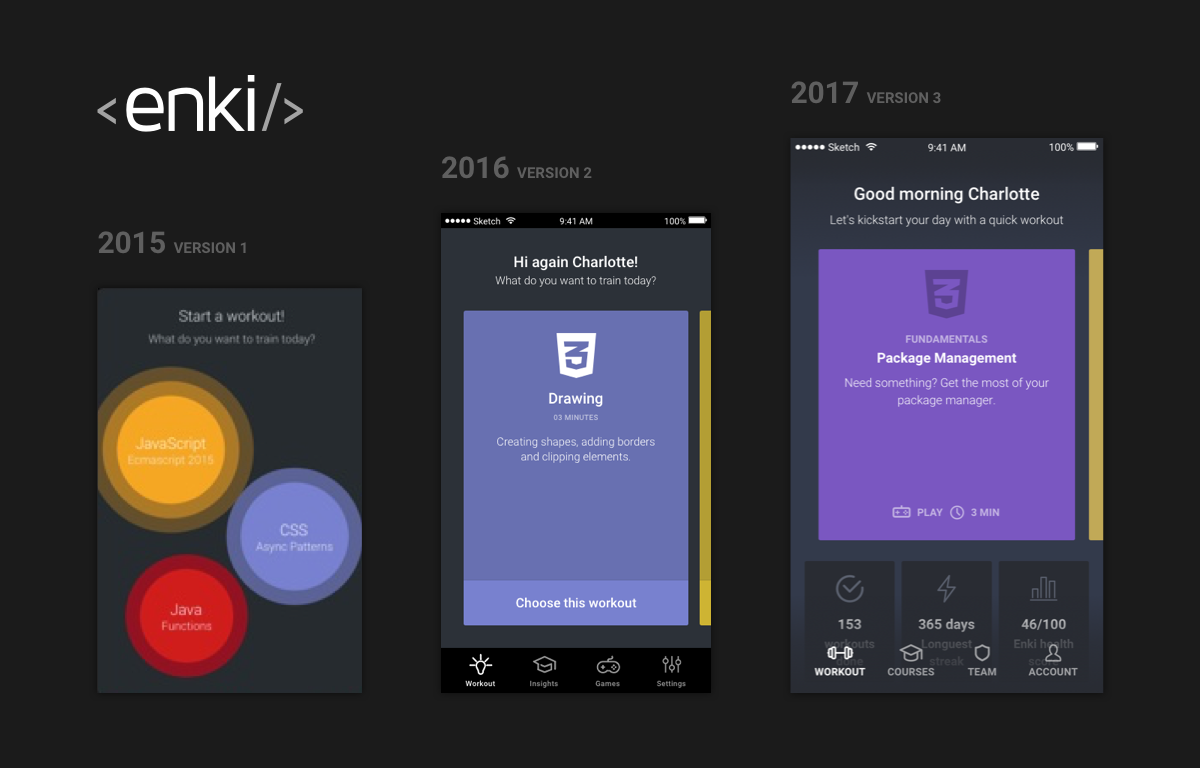 <enki/>
2015 VERSION 1
Start a workout!
What do you want to train today?
JavaScript
Ecmascript 2015
CSS
Async Patterns
Java
Functions
2016 VERSION 2
Sketch 9:41 AM 100%
Hi again Charlotte!
What do you want to train today?
Drawing
03 MINUTES
Creating shapes, adding borders
and clipping elements.
Choose this workout
Workout Insights Games Settings
2017 VERSION 3
Sketch 9:41 AM 100%
Good morning Charlotte
Let's kickstart your day with a quick workout
FUNDAMENTALS
Package Management
Need something? Get the most of your
package manager.
PLAY 3 MIN
153 365 days 46/100
workouts Longuest Enki health
streak
WORKOUT COURSES TEAM ACCOUNT